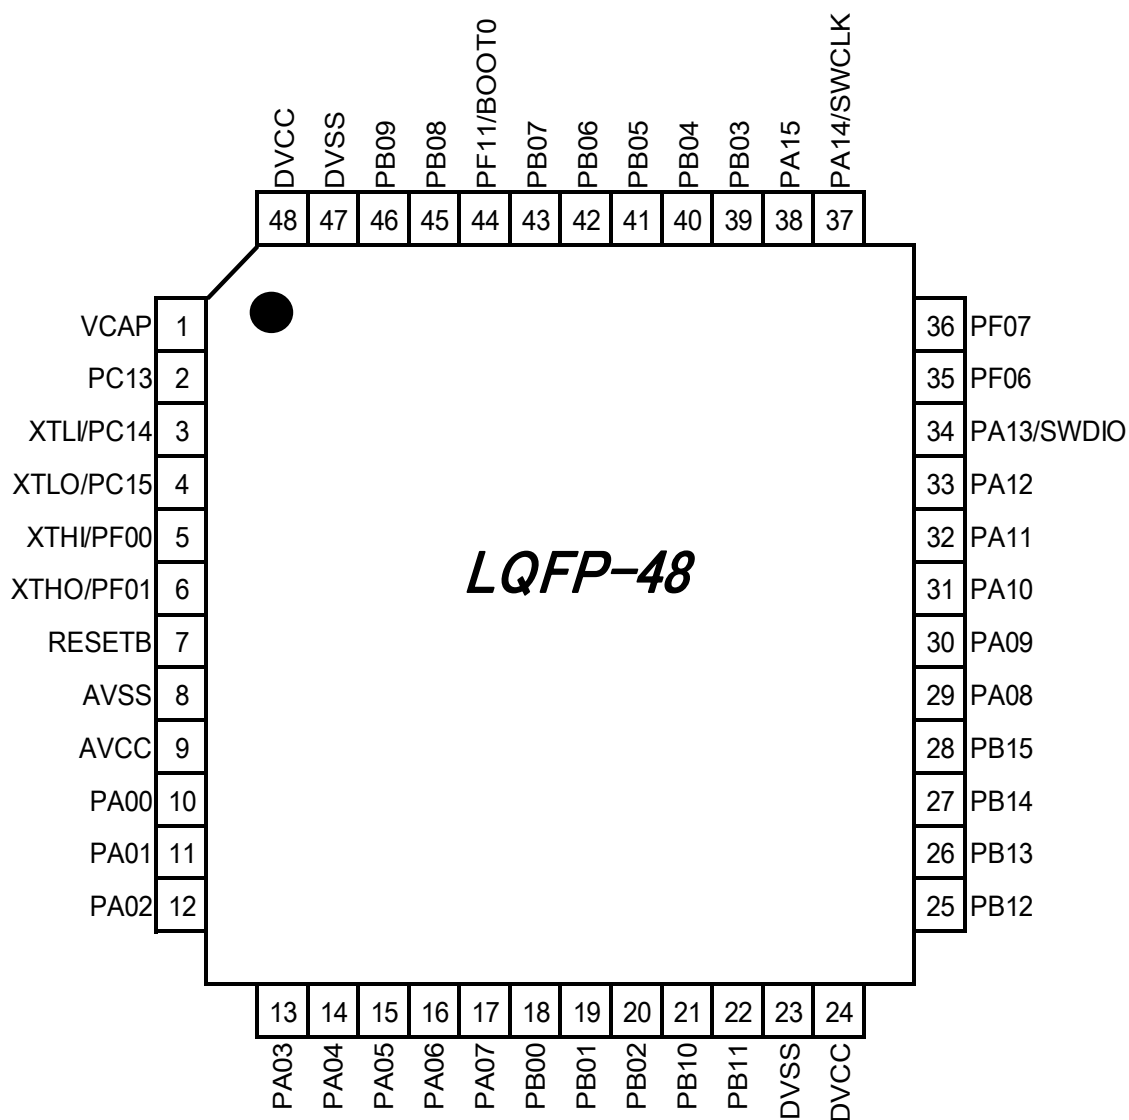 DVCC
DVSS
PB09
PB08
PF11/BOOT0
PB07
PB06
PB05
PB04
PB03
PA15
PA14/SWCLK
48 47 46 45 44 43 42 41 40 39 38 37
VCAP 1
PC13 2
XTLI/PC14 3
XTLO/PC15 4
XTHI/PF00 5
XTHO/PF01 6
RESETB 7
AVSS 8
AVCC 9
PA00 10
PA01 11
PA02 12
LQFP-48
36 PF07
35 PF06
34 PA13/SWDIO
33 PA12
32 PA11
31 PA10
30 PA09
29 PA08
28 PB15
27 PB14
26 PB13
25 PB12
13 14 15 16 17 18 19 20 21 22 23 24
PA03
PA04
PA05
PA06
PA07
PB00
PB01
PB02
PB10
PB11
DVSS
DVCC